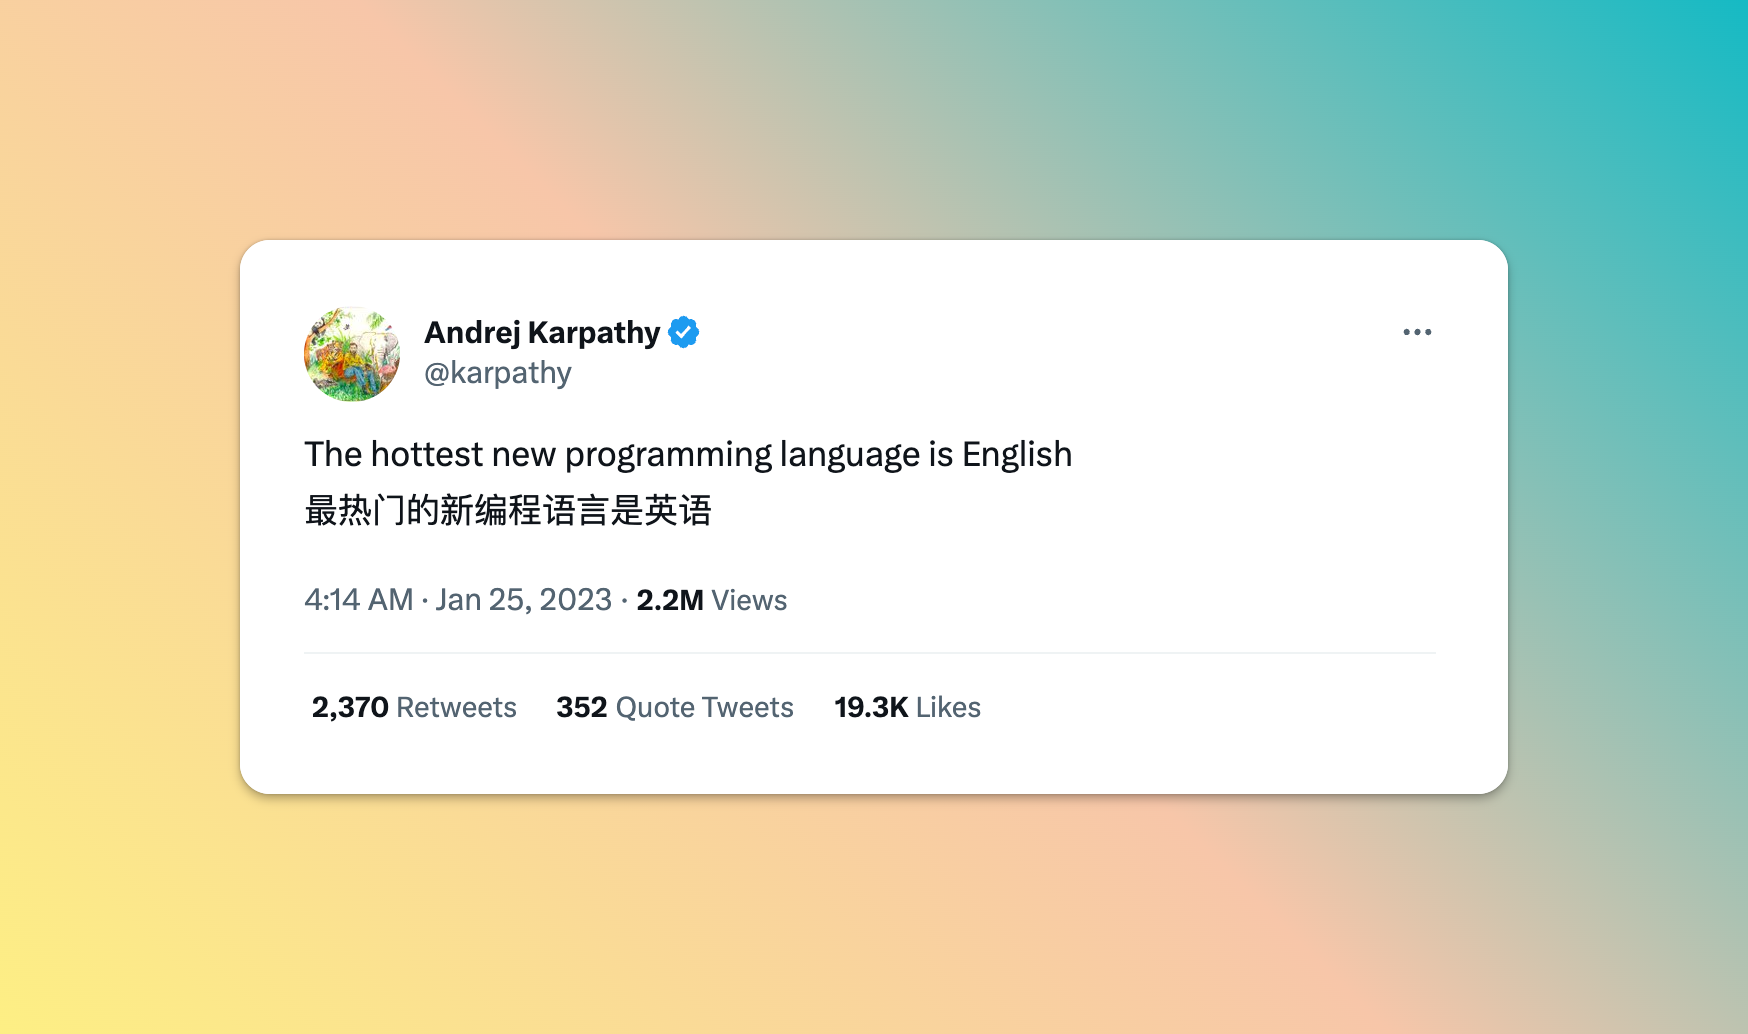 Andrej Karpathy
@karpathy
The hottest new programming language is English
最热门的新编程语言是英语
4:14 AM · Jan 25, 2023 · 2.2M Views
2,370 Retweets 352 Quote Tweets 19.3K Likes